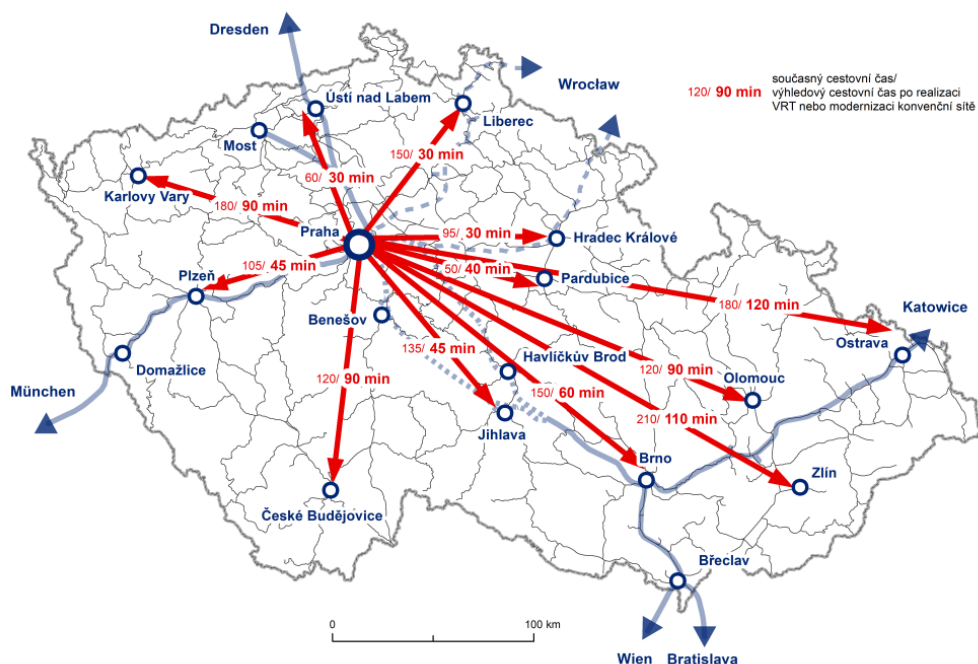 Dresden
Wrocław
120/ 90 min
současný cestovní čas/
výhledový cestovní čas po realizaci
VRT nebo modernizaci konvenční sítě
Ústí nad Labem
Liberec
Most
150/ 30 min
60/ 30 min
Karlovy Vary
180/ 90 min
Praha
95/ 30 min
Hradec Králové
105/ 45 min
50/ 40 min
Plzeň
Pardubice
180/ 120 min
Katowice
Benešov
Ostrava
135/ 45 min
Havlíčkův Brod
Domažlice
120/ 90 min
120/ 90 min
Olomouc
München
150/ 60 min
210/ 110 min
Jihlava
Brno
Zlín
České Budějovice
Břeclav
0
100 km
Wien
Bratislava